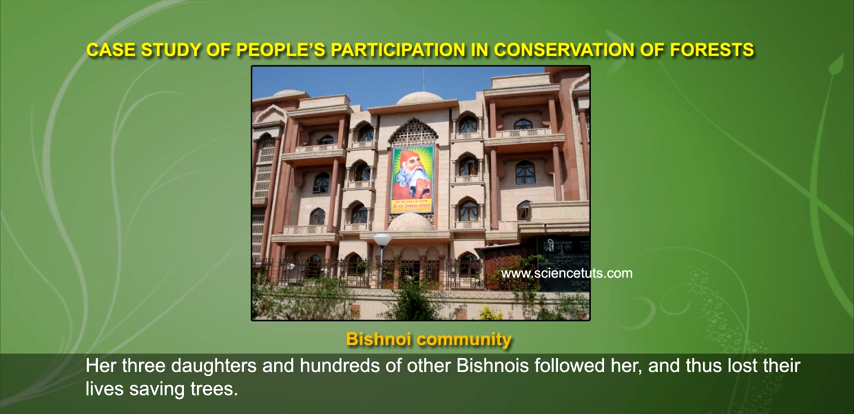 CASE STUDY OF PEOPLE'S PARTICIPATION IN CONSERVATION OF FORESTS
www.sciencetuts.com
Bishnoi community
Her three daughters and hundreds of other Bishnois followed her, and thus lost their
lives saving trees.